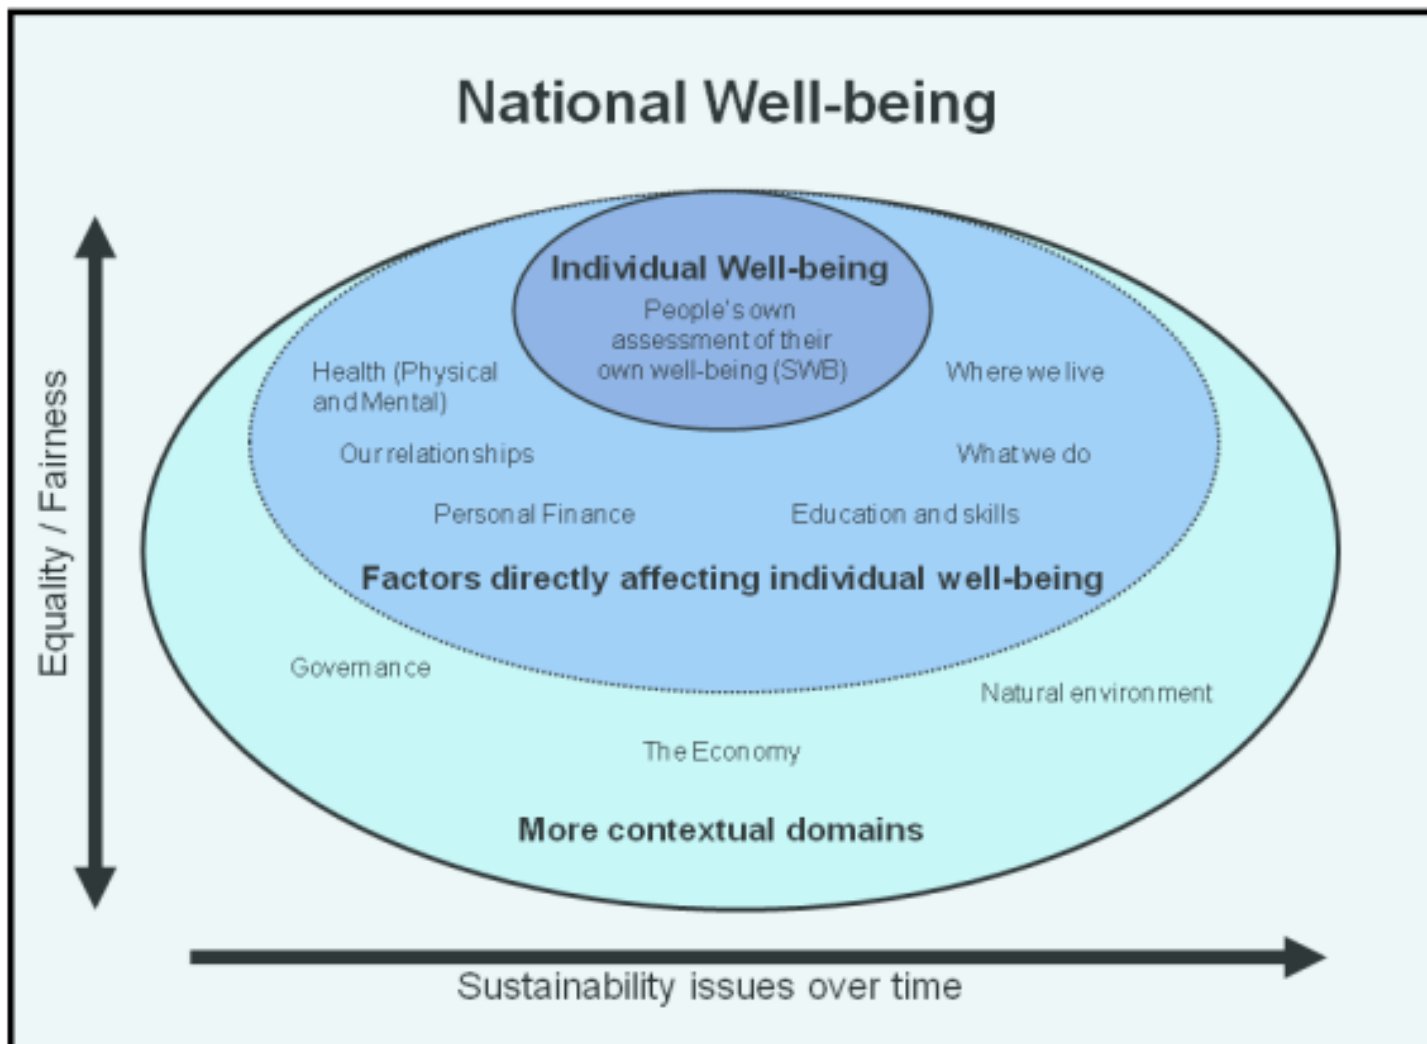 National Well-being
Individual Well-being
People's own
assessment of their
own well-being (SWB)
Health (Physical
and Mental)
Where we live
Our relationships
What we do
Personal Finance
Education and skills
Factors directly affecting individual well-being
Governance
Natural environment
The Economy
More contextual domains
Equality / Fairness
Sustainability issues over time